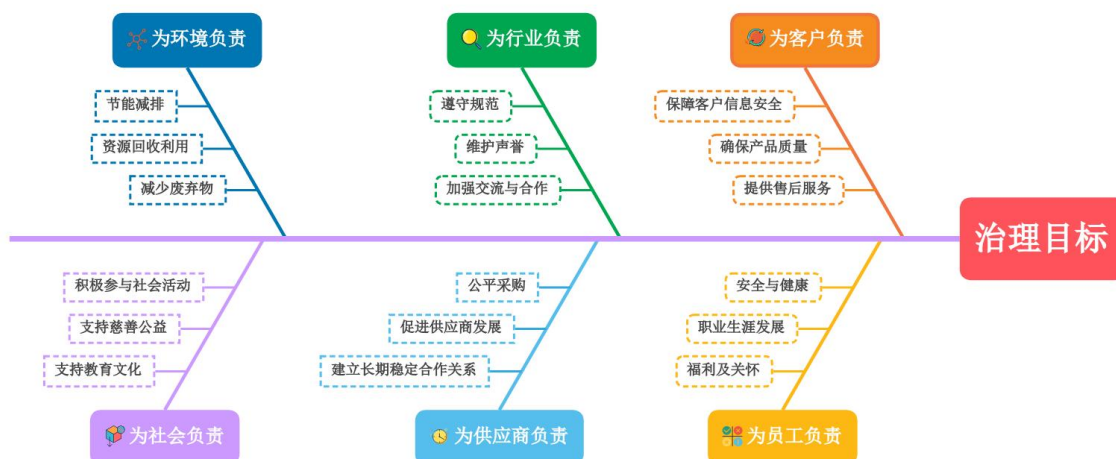 为环境负责
节能减排
资源回收利用
减少废弃物
为行业负责
遵守规范
维护声誉
加强交流与合作
为客户负责
保障客户信息安全
确保产品质量
提供售后服务
治理目标
积极参与社会活动
支持慈善公益
支持教育文化
为社会负责
公平采购
促进供应商发展
建立长期稳定合作关系
为供应商负责
安全与健康
职业生涯发展
福利及关怀
为员工负责